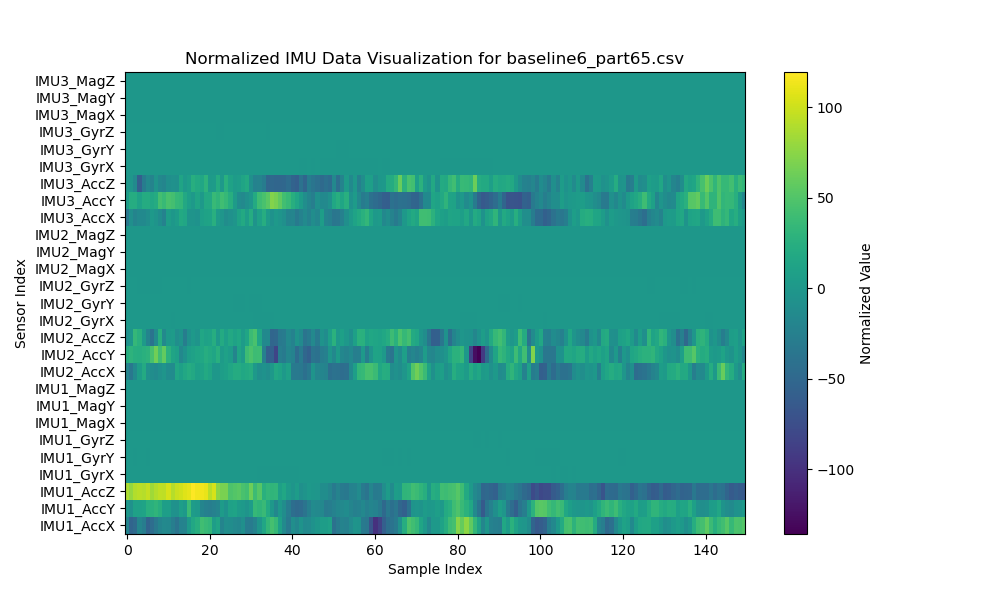 Normalized IMU Data Visualization for baseline6_part65.csv
IMU3_MagZ
IMU3_MagY
IMU3_MagX
IMU3_GyrZ
IMU3_GyrY
IMU3_GyrX
IMU3_AccZ
IMU3_AccY
IMU3_AccX
IMU2_MagZ
IMU2_MagY
IMU2_MagX
IMU2_GyrZ
IMU2_GyrY
IMU2_GyrX
IMU2_AccZ
IMU2_AccY
IMU2_AccX
IMU1_MagZ
IMU1_MagY
IMU1_MagX
IMU1_GyrZ
IMU1_GyrY
IMU1_GyrX
IMU1_AccZ
IMU1_AccY
IMU1_AccX
Sensor Index
0 20 40 60 80 100 120 140
Sample Index
100
50
0
−50
−100
Normalized Value